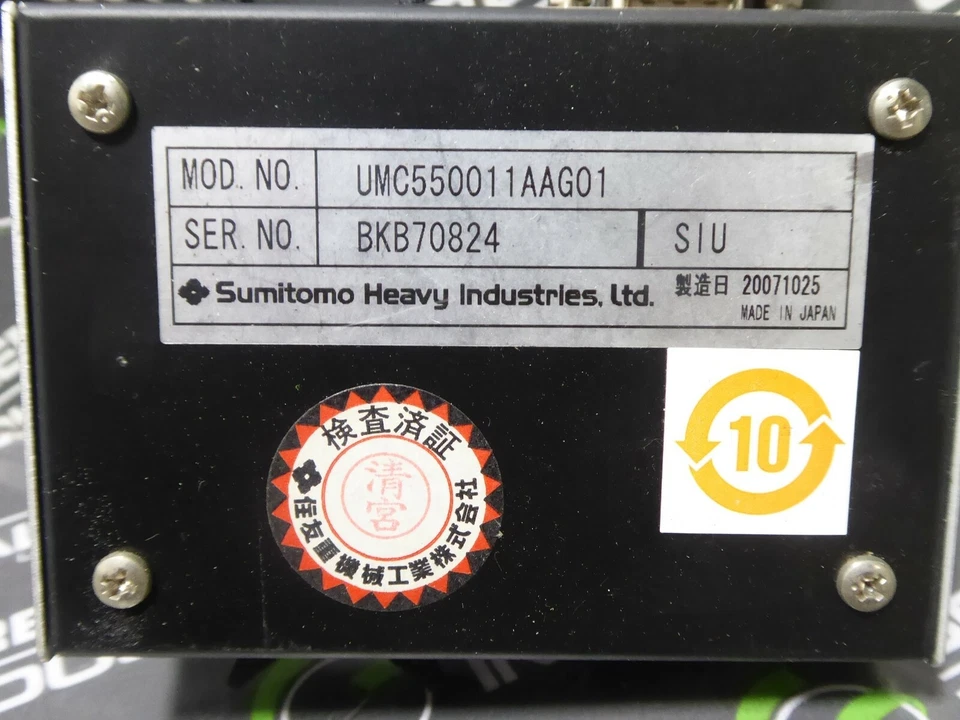 MOD. NO. UMC550011AAG01
SER. NO. BKB70824 SIU
Sumitomo Heavy Industries, Ltd. 製造日 20071025
MADE IN JAPAN
検査済証
清宮
住友重機械工業株式会社
10